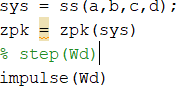 sys = ss(a,b,c,d);
zpk = zpk(sys)
% step(Wd)
impulse(Wd)